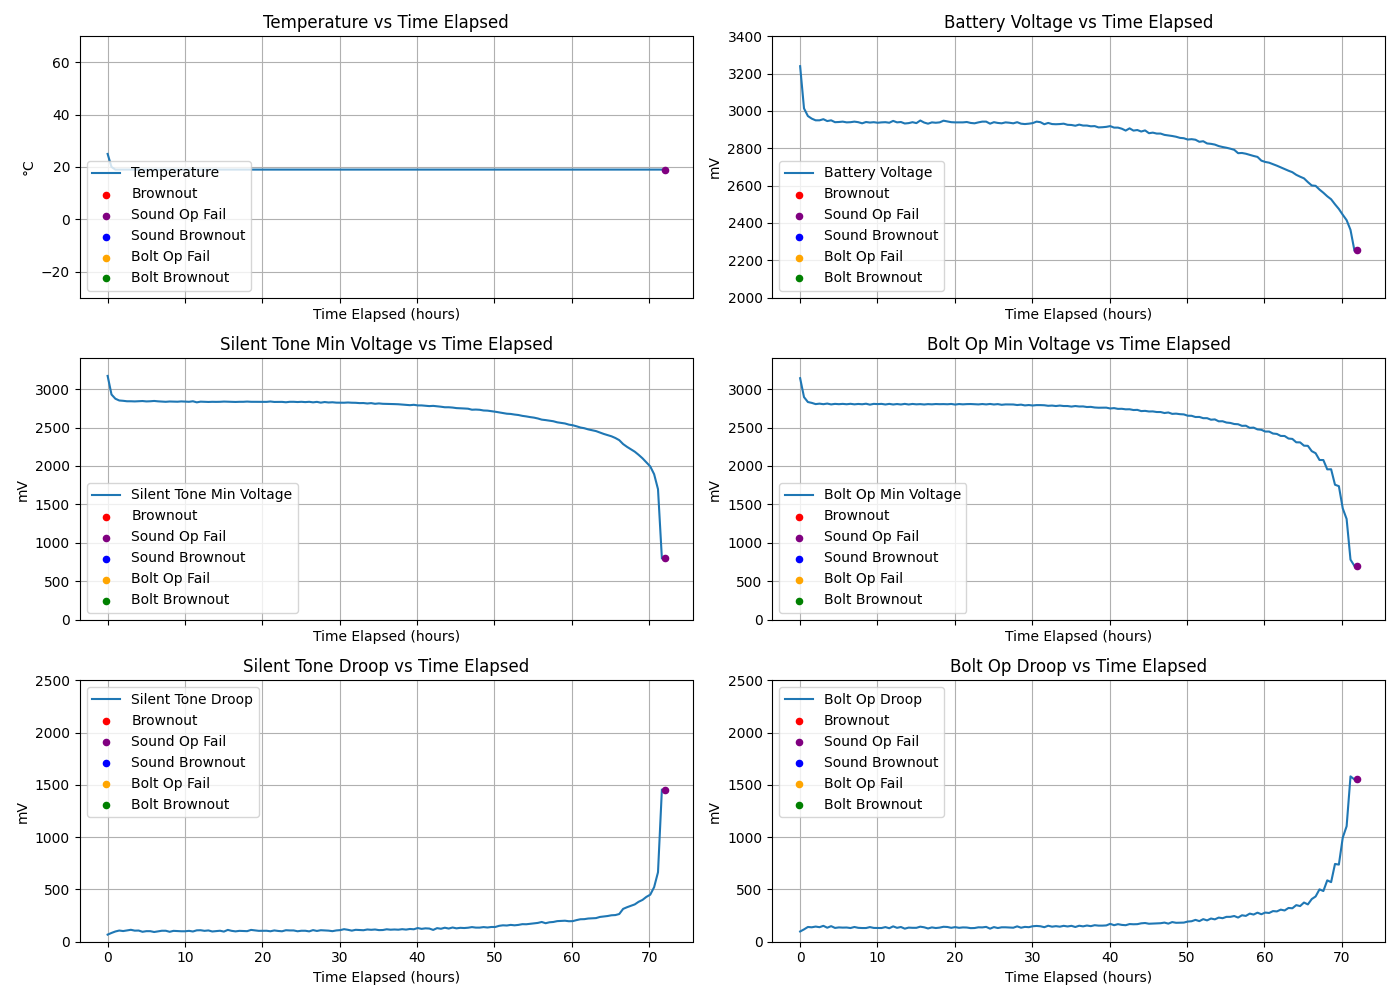 Temperature vs Time Elapsed
60
40
20
0
−20
°C
Temperature
Brownout
Sound Op Fail
Sound Brownout
Bolt Op Fail
Bolt Brownout
Time Elapsed (hours)
Battery Voltage vs Time Elapsed
3400
3200
3000
2800
2600
2400
2200
2000
mV
Battery Voltage
Brownout
Sound Op Fail
Sound Brownout
Bolt Op Fail
Bolt Brownout
Time Elapsed (hours)
Silent Tone Min Voltage vs Time Elapsed
3000
2500
2000
1500
1000
500
0
mV
Silent Tone Min Voltage
Brownout
Sound Op Fail
Sound Brownout
Bolt Op Fail
Bolt Brownout
Time Elapsed (hours)
Bolt Op Min Voltage vs Time Elapsed
3000
2500
2000
1500
1000
500
0
mV
Bolt Op Min Voltage
Brownout
Sound Op Fail
Sound Brownout
Bolt Op Fail
Bolt Brownout
Time Elapsed (hours)
Silent Tone Droop vs Time Elapsed
2500
2000
1500
1000
500
0
mV
Silent Tone Droop
Brownout
Sound Op Fail
Sound Brownout
Bolt Op Fail
Bolt Brownout
0 10 20 30 40 50 60 70
Time Elapsed (hours)
Bolt Op Droop vs Time Elapsed
2500
2000
1500
1000
500
0
mV
Bolt Op Droop
Brownout
Sound Op Fail
Sound Brownout
Bolt Op Fail
Bolt Brownout
0 10 20 30 40 50 60 70
Time Elapsed (hours)